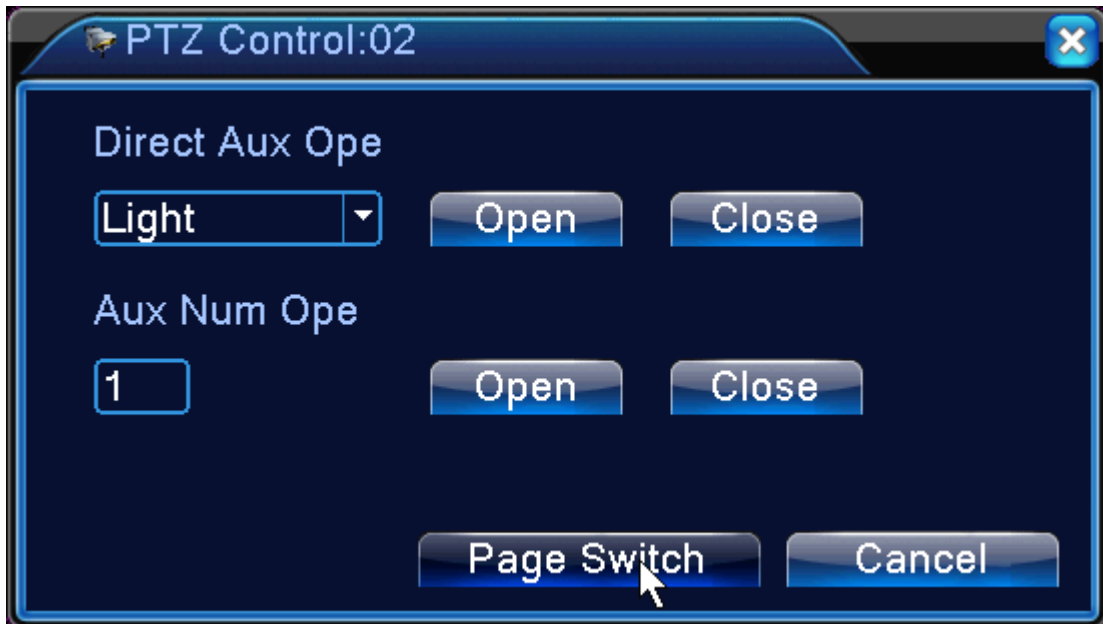 PTZ Control:02
Direct Aux Ope
Light Open Close
Aux Num Ope
1 Open Close
Page Switch Cancel